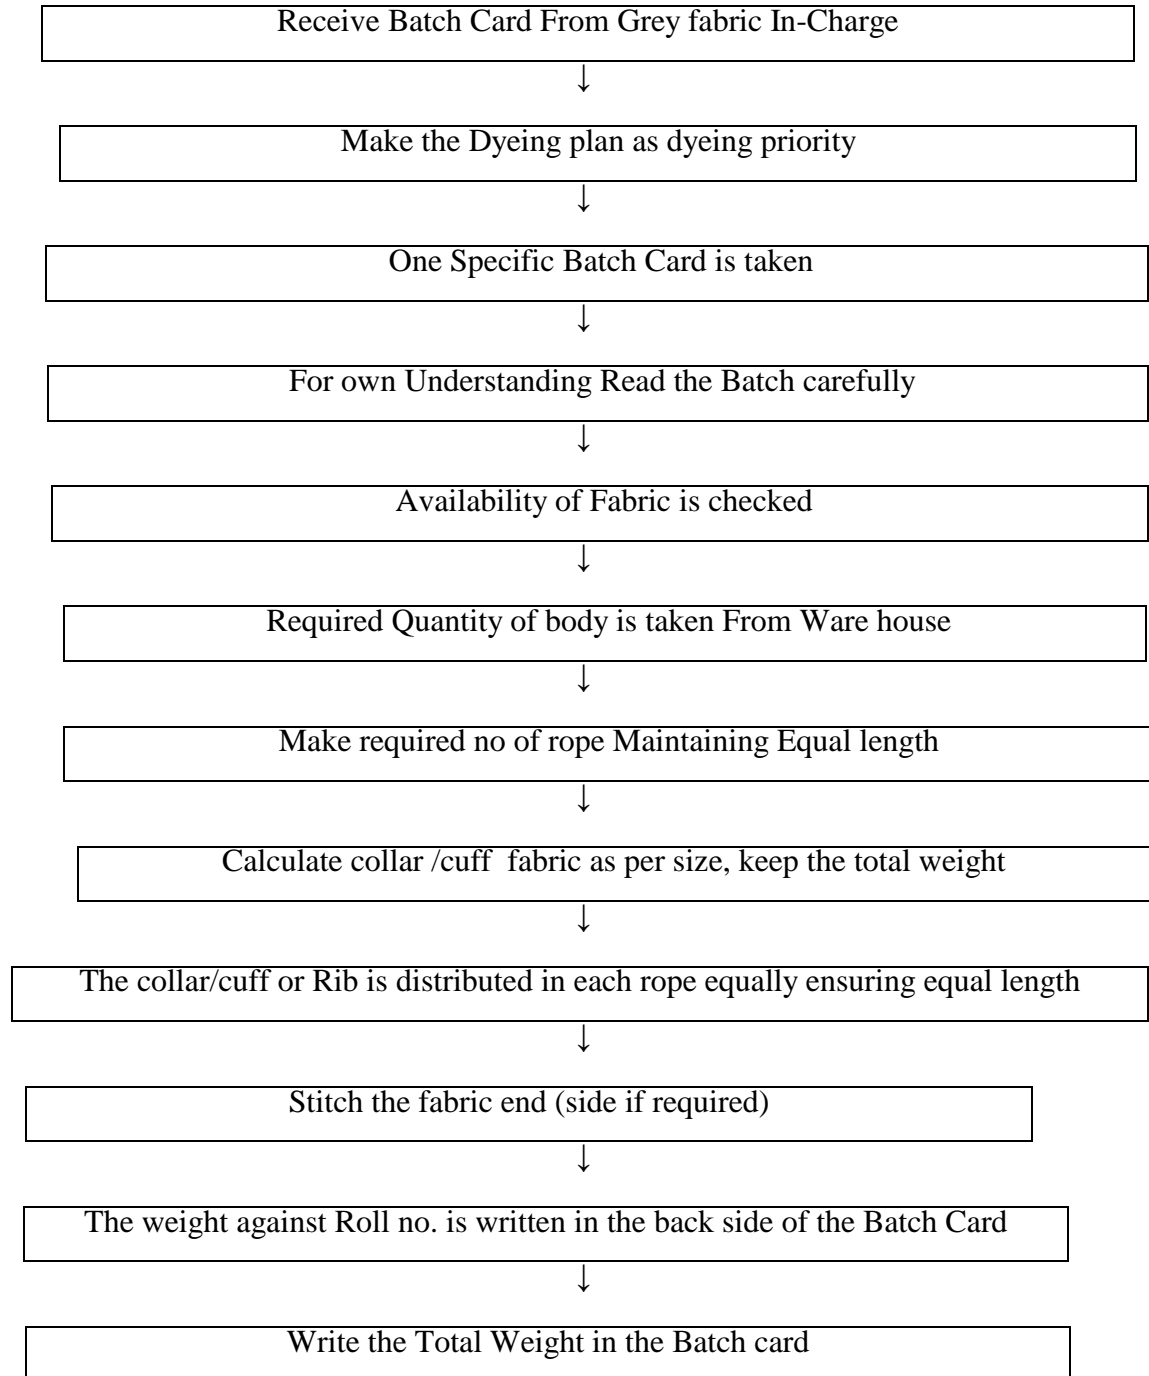 Receive Batch Card From Grey fabric In-Charge
↓
Make the Dyeing plan as dyeing priority
↓
One Specific Batch Card is taken
↓
For own Understanding Read the Batch carefully
↓
Availability of Fabric is checked
↓
Required Quantity of body is taken From Ware house
↓
Make required no of rope Maintaining Equal length
↓
Calculate collar /cuff  fabric as per size, keep the total weight
↓
The collar/cuff or Rib is distributed in each rope equally ensuring equal length
↓
Stitch the fabric end (side if required)
↓
The weight against Roll no. is written in the back side of the Batch Card
↓
Write the Total Weight in the Batch card